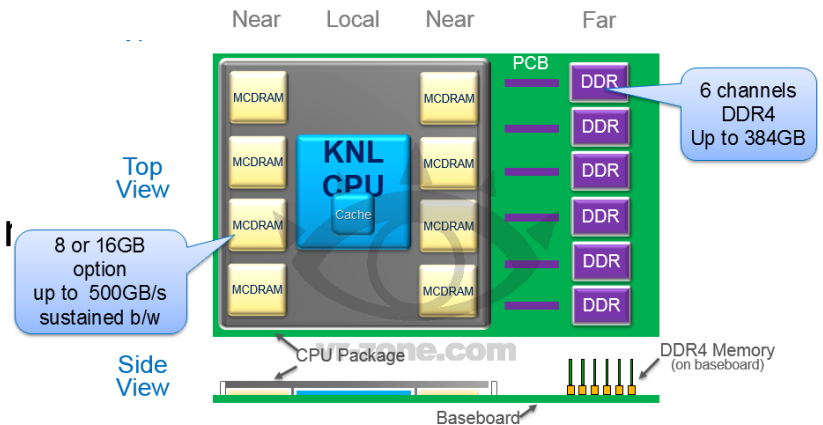 Near Local Near Far
PCB
MCDRAM MCDRAM DDR
6 channels
DDR4
Up to 384GB
DDR
Top
View
MCDRAM KNL MCDRAM DDR
CPU
Cache
MCDRAM MCDRAM DDR
8 or 16GB
option
up to 500GB/s
sustained b/w
DDR
MCDRAM MCDRAM DDR
vr-zone.com
CPU Package
DDR4 Memory
(on baseboard)
Side
View
Baseboard